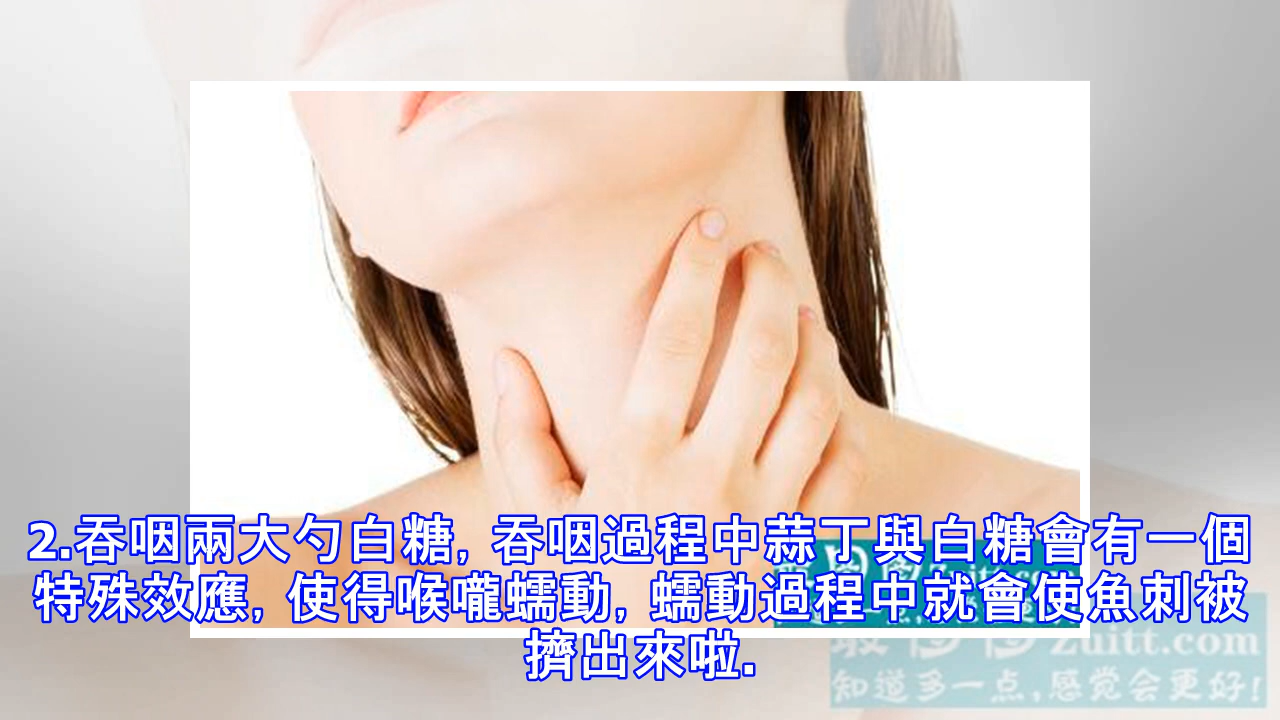 2.吞咽兩大勺白糖, 吞咽過程中蒜丁與白糖會有一個
特殊效應, 使得喉嚨蠕動, 蠕動過程中就會使魚刺被
擠出來啦.
zuitt.com
知道多一点,感觉会更好!